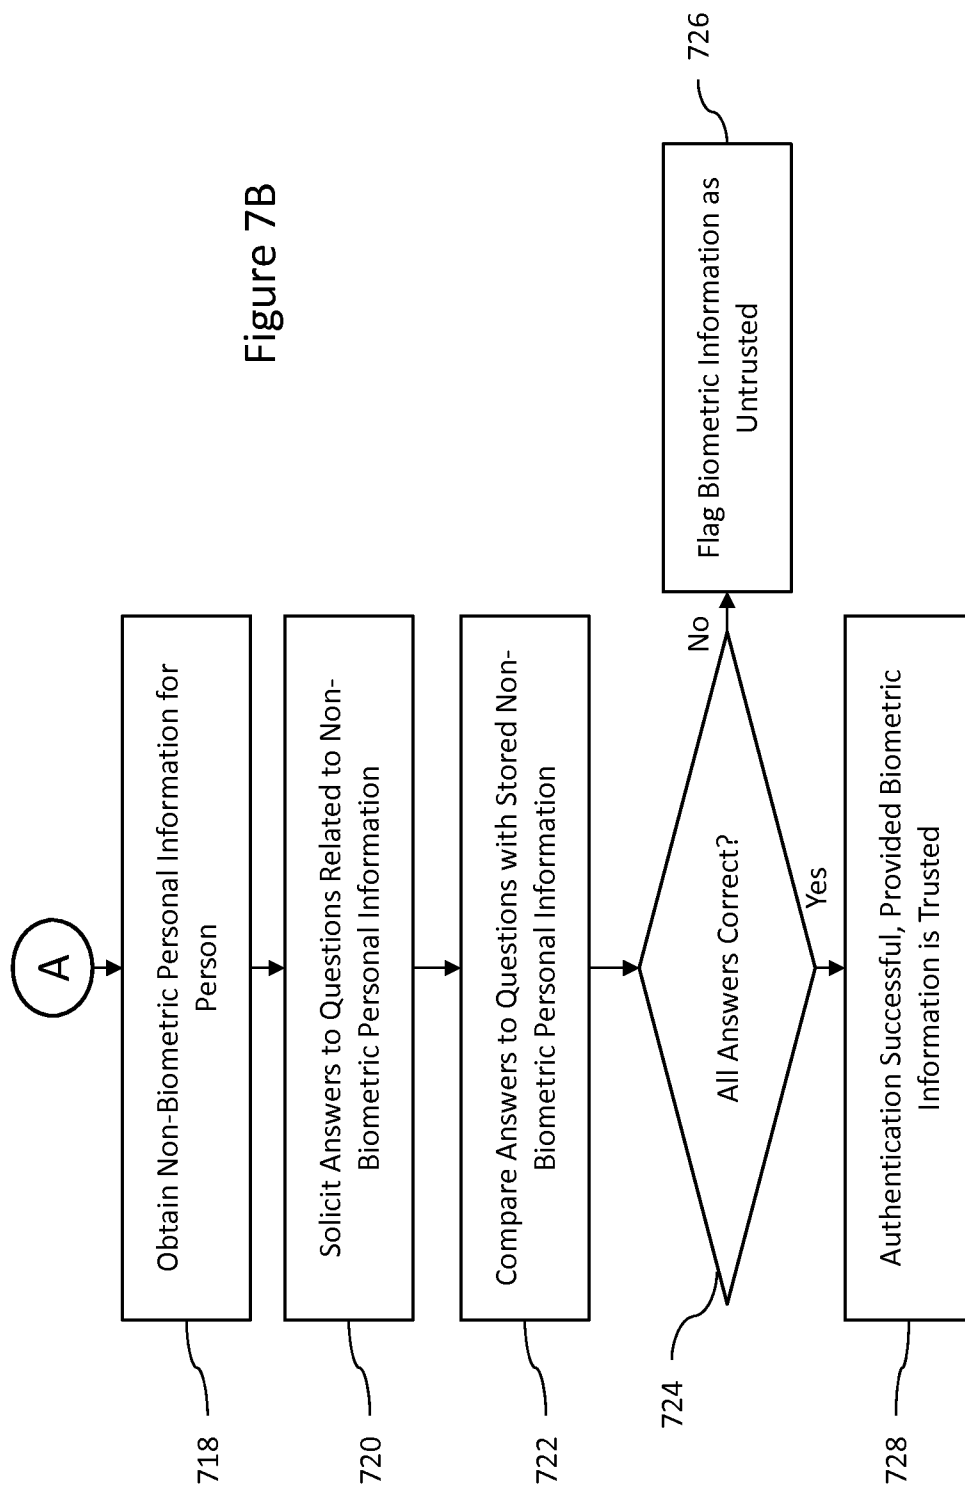 A
Obtain Non-Biometric Personal Information for
Person
718
Solicit Answers to Questions Related to Non-
Biometric Personal Information
720
Compare Answers to Questions with Stored Non-
Biometric Personal Information
722
All Answers Correct?
724
No
Yes
Flag Biometric Information as
Untrusted
726
Authentication Successful, Provided Biometric
Information is Trusted
728
Figure 7B